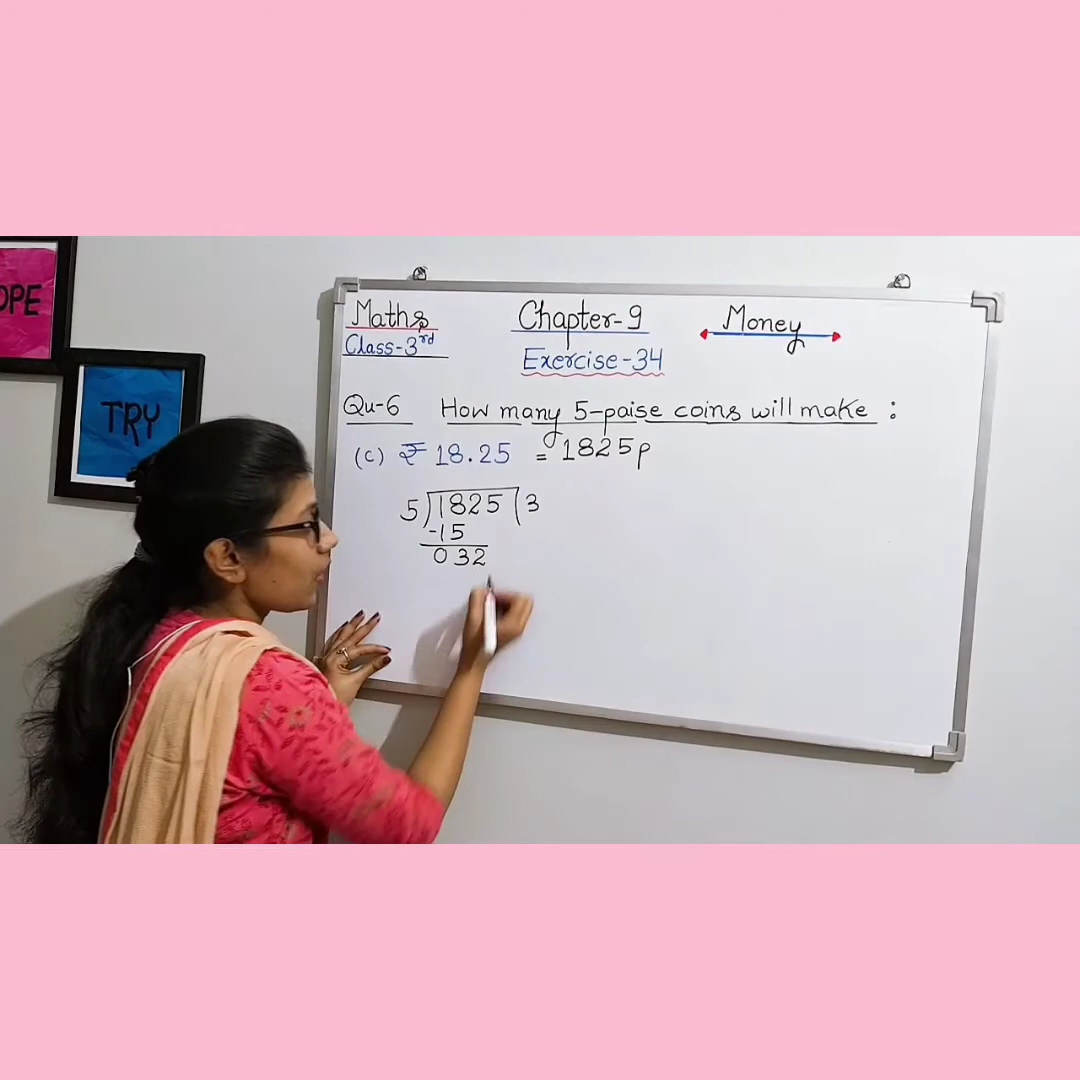 OPE
TRY
Maths Chapter-9 Money
Class-3rd Exercise-34
Qu-6 How many 5-paise coins will make :
(c) ₹ 18.25 = 1825p
5)1825(3
-15
032